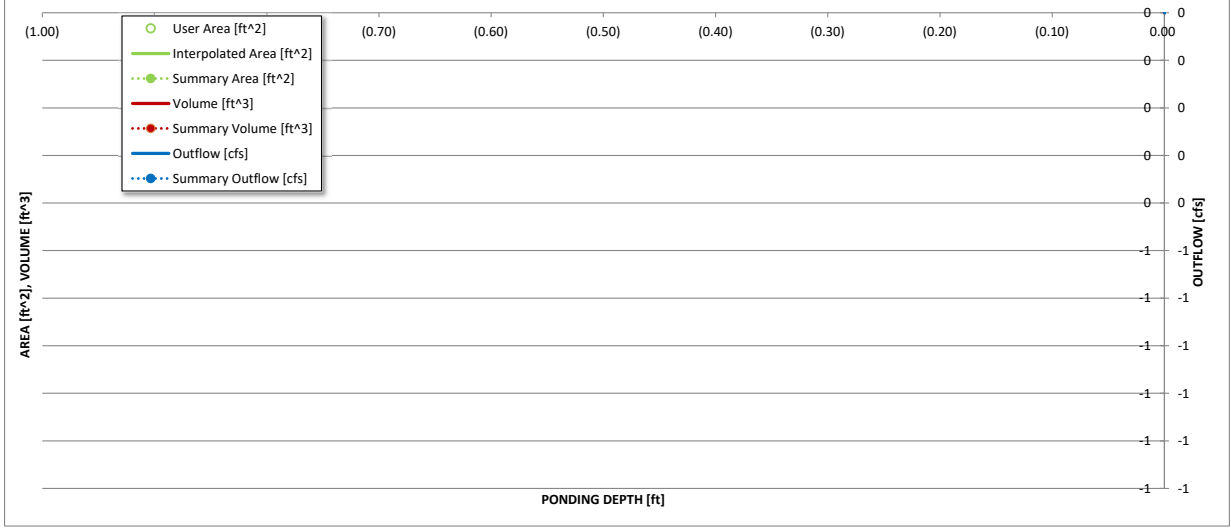 0 0
(1.00) (0.70) (0.60) (0.50) (0.40) (0.30) (0.20) (0.10) 0.00
User Area [ft^2]
Interpolated Area [ft^2]
Summary Area [ft^2]
Volume [ft^3]
Summary Volume [ft^3]
Outflow [cfs]
Summary Outflow [cfs]
0 0
0 0
0 0
0 0
-1 -1
-1 -1
-1 -1
-1 -1
-1 -1
-1 -1
AREA [ft^2], VOLUME [ft^3]
OUTFLOW [cfs]
PONDING DEPTH [ft]